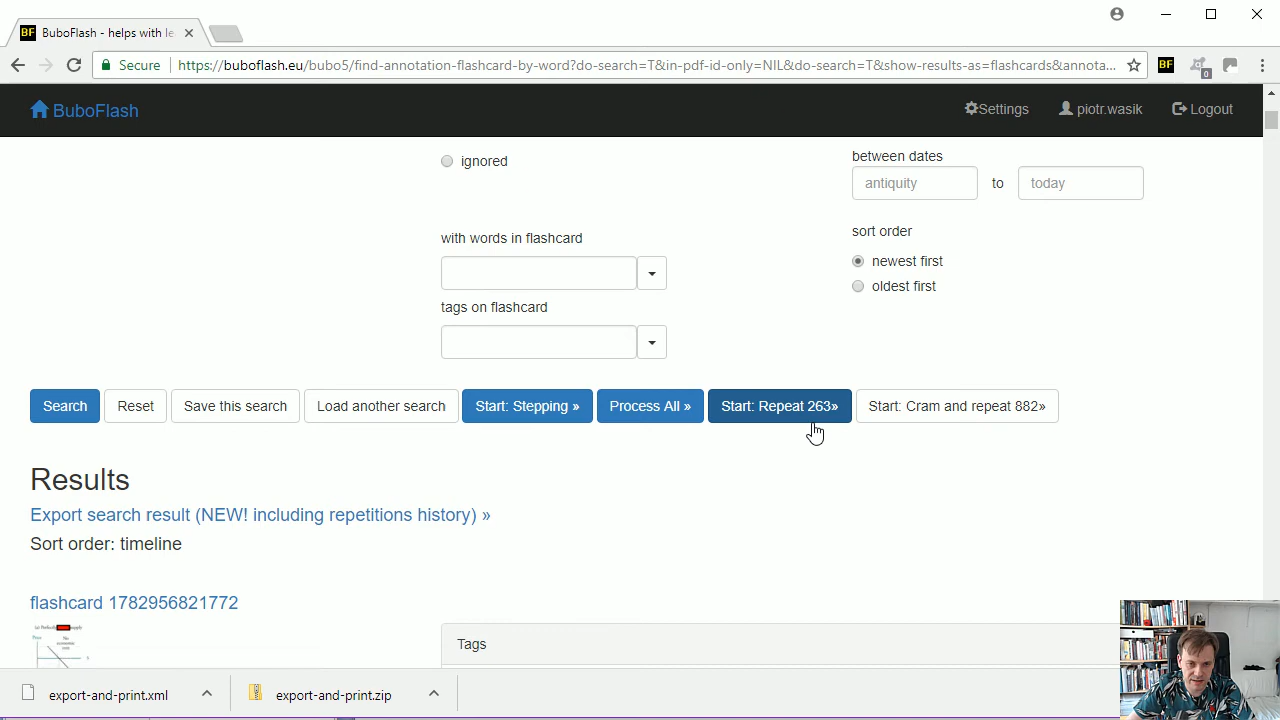 BF BuboFlash - helps with le
Secure https://buboflash.eu/bubo5/find-annotation-flashcard-by-word?do-search=T&in-pdf-id-only=NIL&do-search=T&show-results-as=flashcards&annota... BF 0
BuboFlash Settings piotr.wasik Logout
ignored
between dates
antiquity to today
with words in flashcard
sort order
newest first
tags on flashcard
oldest first
Search Reset Save this search Load another search Start: Stepping » Process All » Start: Repeat 263» Start: Cram and repeat 882»
Results
Export search result (NEW! including repetitions history) »
Sort order: timeline
flashcard 1782956821772
Tags
export-and-print.xml export-and-print.zip